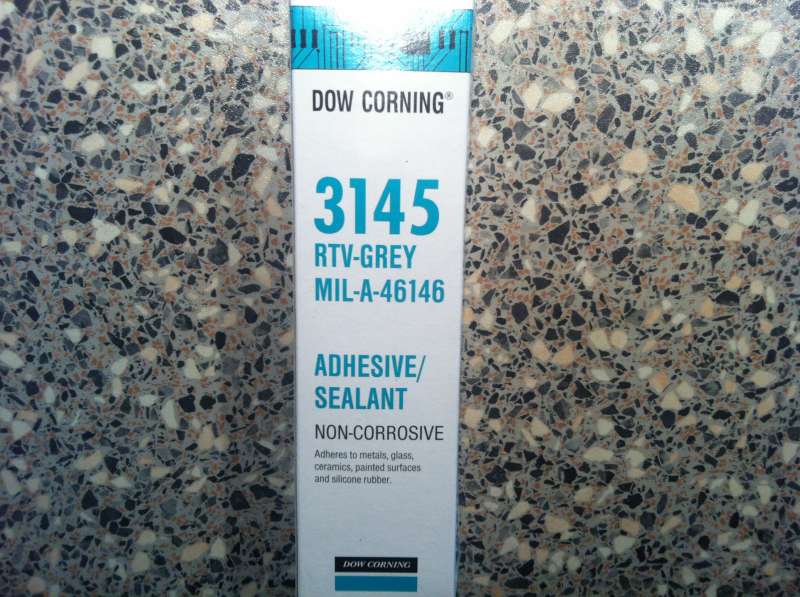 DOW CORNING®
3145
RTV-GREY
MIL-A-46146
ADHESIVE/
SEALANT
NON-CORROSIVE
Adheres to metals, glass,
ceramics, painted surfaces
and silicone rubber.
DOW CORNING